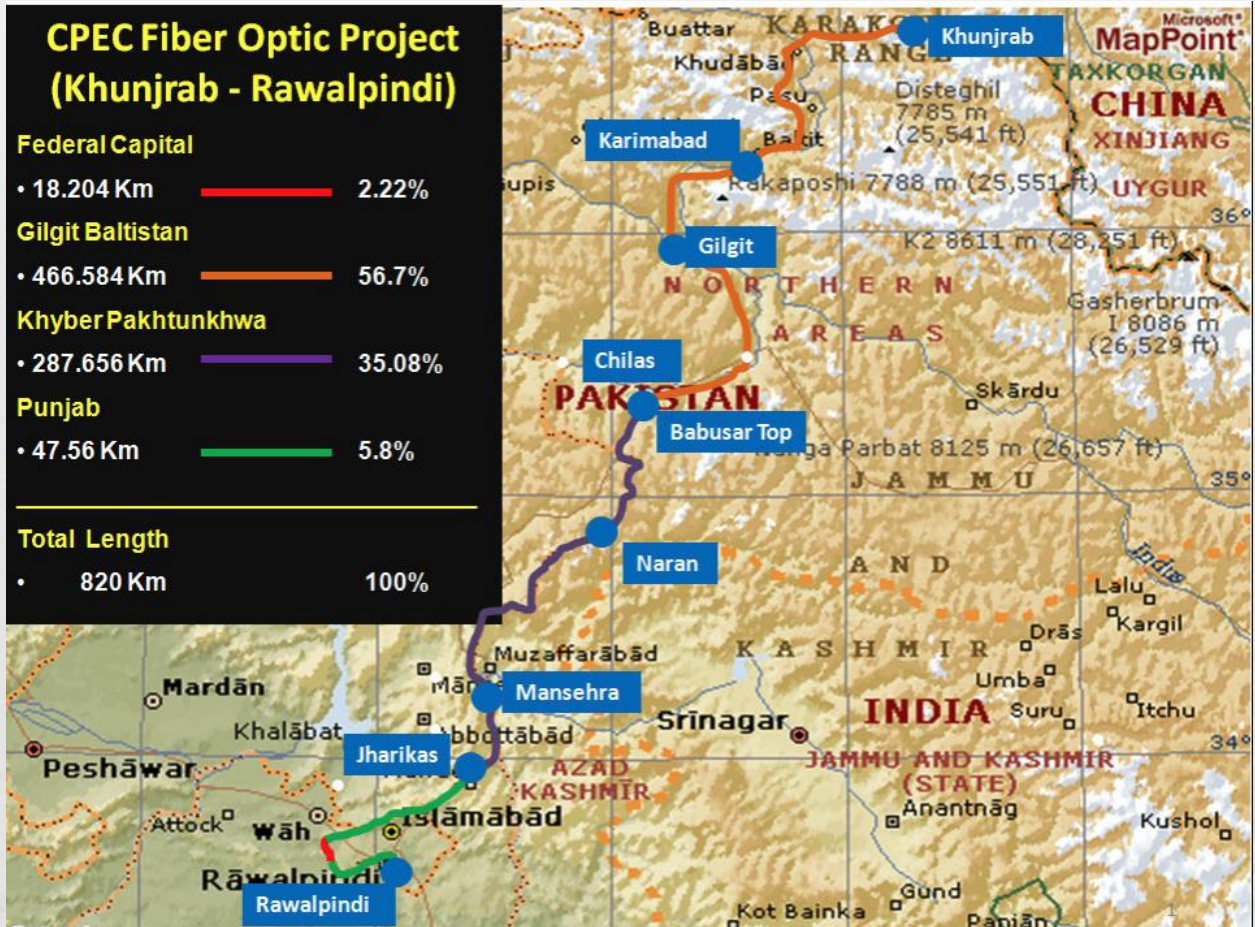 CPEC Fiber Optic Project
(Khunjrab - Rawalpindi)
Federal Capital
• 18.204 Km 2.22%
Gilgit Baltistan
• 466.584 Km 56.7%
Khyber Pakhtunkhwa
• 287.656 Km 35.08%
Punjab
• 47.56 Km 5.8%
Total Length
• 820 Km 100%
Microsoft®
MapPoint®
Buattar
KARAK
RANGE
Khunjrab
Khudābād
TAXKORGAN
CHINA
XINJIANG
UYGUR
Pasu
Disteghil
7785 m
(25,541 ft)
Karimabad
Baltit
upis
Rakaposhi 7788 m (25,551 ft)
36°
Gilgit
K2 8611 m (28,251 ft)
NORTHERN
AREAS
Gasherbrum
I 8086 m
(26,529 ft)
Chilas
PAKISTAN
Skārdu
Babusar Top
Nanga Parbat 8125 m (26,657 ft)
JAMMU
35°
Naran
AND
Indus
Lalu
Kargil
Drās
KASHMIR
Umba
Muzaffarābād
Mardān
Mansehra
INDIA
Suru
Itchu
Khalābat
Abbottābād
Srīnagar
34°
Jharikas
Peshāwar
AZAD
KASHMIR
JAMMU AND KASHMIR
(STATE)
Attock
Wāh
Islāmābād
Anantnāg
Kushol
Rāwalpindi
Rawalpindi
Gund
Kot Bainka
1